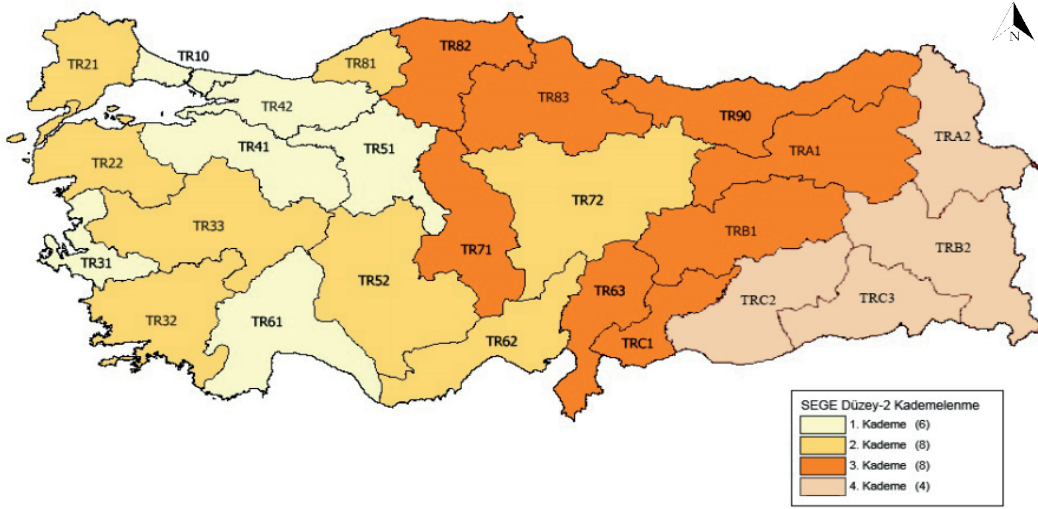 N
TR82
TR10
TR21
TR81
TR83
TR42
TR90
TRA2
TR41
TR51
TRA1
TR22
TR72
TR33
TRB1
TRB2
TR71
TR31
TR52
TR63
TRC2
TRC3
TR32
TR61
TR62
TRC1
SEGE Düzey-2 Kademelenme
1. Kademe (6)
2. Kademe (8)
3. Kademe (8)
4. Kademe (4)